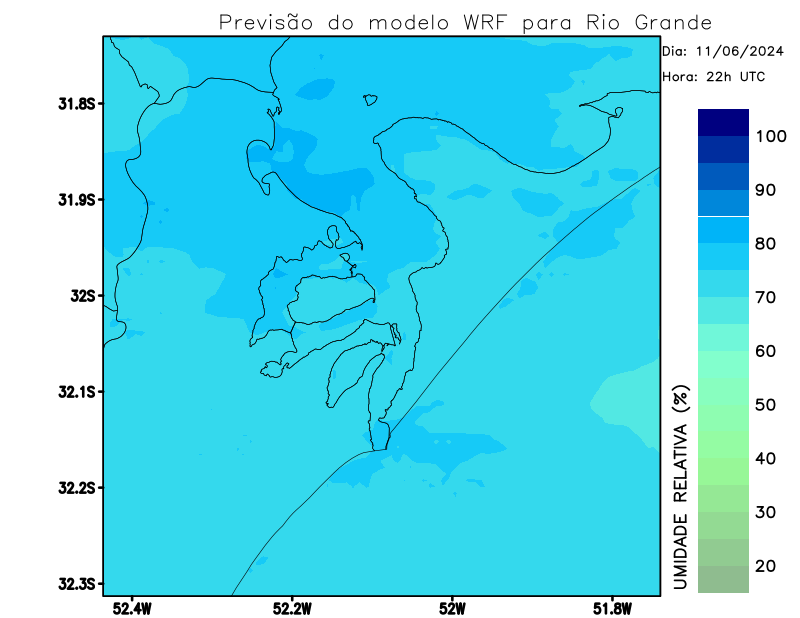 Previsão do modelo WRF para Rio Grande
Dia: 11/06/2024
Hora: 22h UTC
31.8S
31.9S
32S
32.1S
32.2S
32.3S
52.4W
52.2W
52W
51.8W
100
90
80
70
60
50
40
30
20
UMIDADE RELATIVA (%)